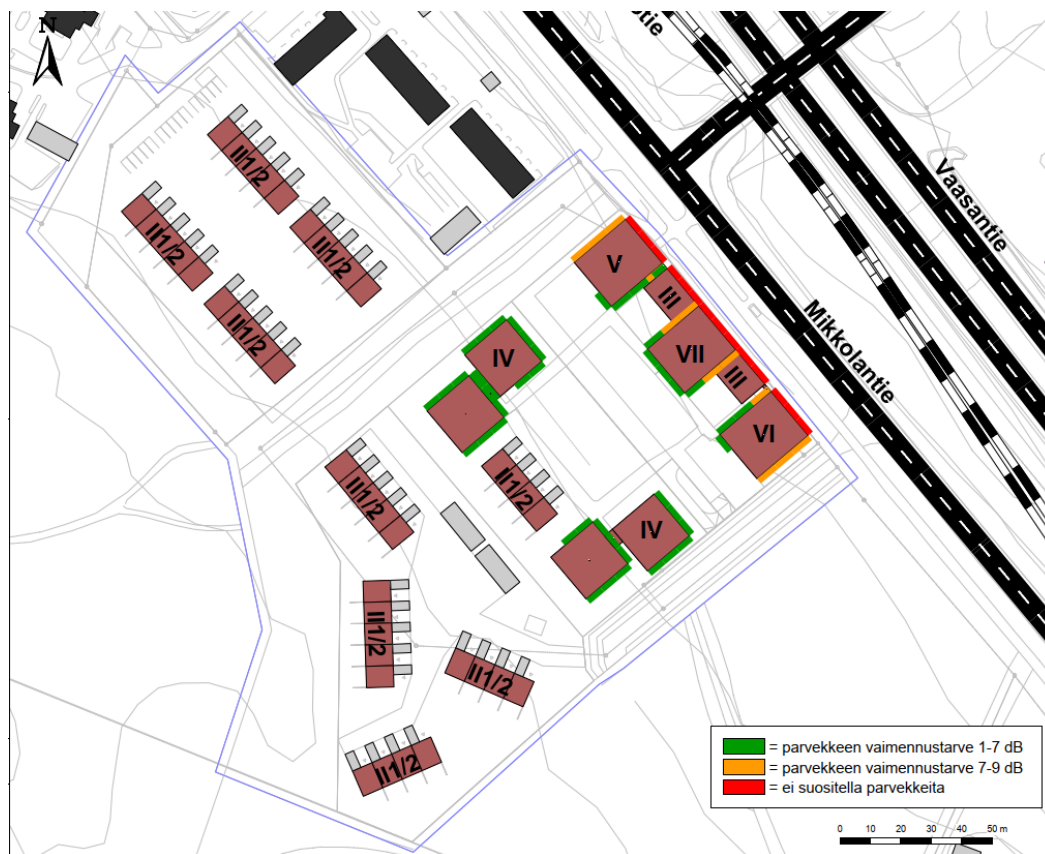 N
Vaasantie
Mikkolantie
II1/2
II1/2
II1/2
II1/2
V
III
VII
III
VI
IV
II1/2
II1/2
IV
II1/2
II1/2
II1/2
= parvekkeen vaimennustarve 1-7 dB
= parvekkeen vaimennustarve 7-9 dB
= ei suositella parvekkeita
0 10 20 30 40 50 m